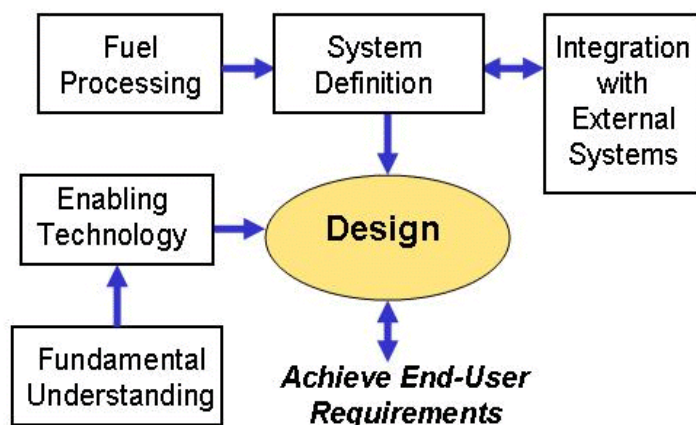 Fuel
Processing
System
Definition
Integration
with
External
Systems
Enabling
Technology
Design
Fundamental
Understanding
Achieve End-User
Requirements